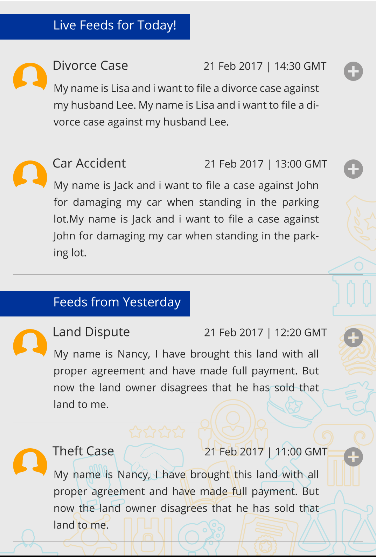 Live Feeds for Today!
Divorce Case 21 Feb 2017 | 14:30 GMT
My name is Lisa and i want to file a divorce case against
my husband Lee. My name is Lisa and i want to file a di-
vorce case against my husband Lee.
Car Accident 21 Feb 2017 | 13:00 GMT
My name is Jack and i want to file a case against John
for damaging my car when standing in the parking
lot.My name is Jack and i want to file a case against
John for damaging my car when standing in the park-
ing lot.
Feeds from Yesterday
Land Dispute 21 Feb 2017 | 12:20 GMT
My name is Nancy, I have brought this land with all
proper agreement and have made full payment. But
now the land owner disagrees that he has sold that
land to me.
Theft Case 21 Feb 2017 | 11:00 GMT
My name is Nancy, I have brought this land with all
proper agreement and have made full payment. But
now the land owner disagrees that he has sold that
land to me.